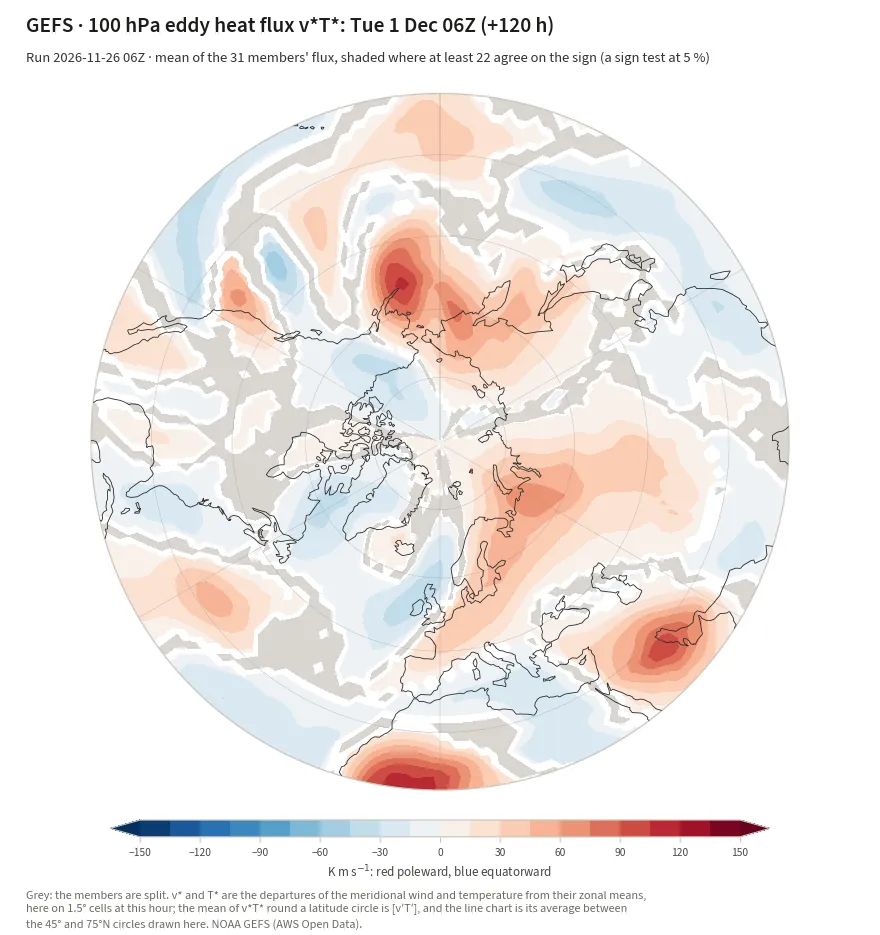 GEFS · 100 hPa eddy heat flux v*T*: Tue 1 Dec 06Z (+120 h)
Run 2026-11-26 06Z · mean of the 31 members' flux, shaded where at least 22 agree on the sign (a sign test at 5 %)
−150 −120 −90 −60 −30 0 30 60 90 120 150
K m s⁻¹: red poleward, blue equatorward
Grey: the members are split. v* and T* are the departures of the meridional wind and temperature from their zonal means,
here on 1.5° cells at this hour; the mean of v*T* round a latitude circle is [v'T'], and the line chart is its average between
the 45° and 75°N circles drawn here. NOAA GEFS (AWS Open Data).